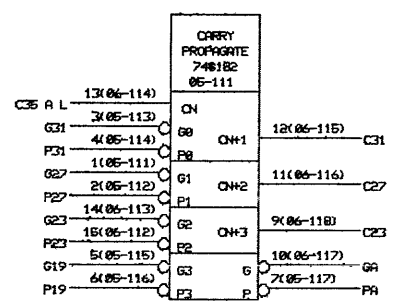 CARRY
PROPAGATE
74S182
05-111
C35 A L 13(06-114) CN
G31 3(05-113) G0
P31 4(05-114) P0
CN+1 12(06-115) C31
G27 1(05-111) G1
P27 2(05-112) P1
CN+2 11(06-116) C27
G23 14(06-113) G2
P23 15(06-112) P2
CN+3 9(06-118) C23
G19 5(05-115) G3
P19 6(05-116) P3
G 10(06-117) GA
P 7(05-117) PA